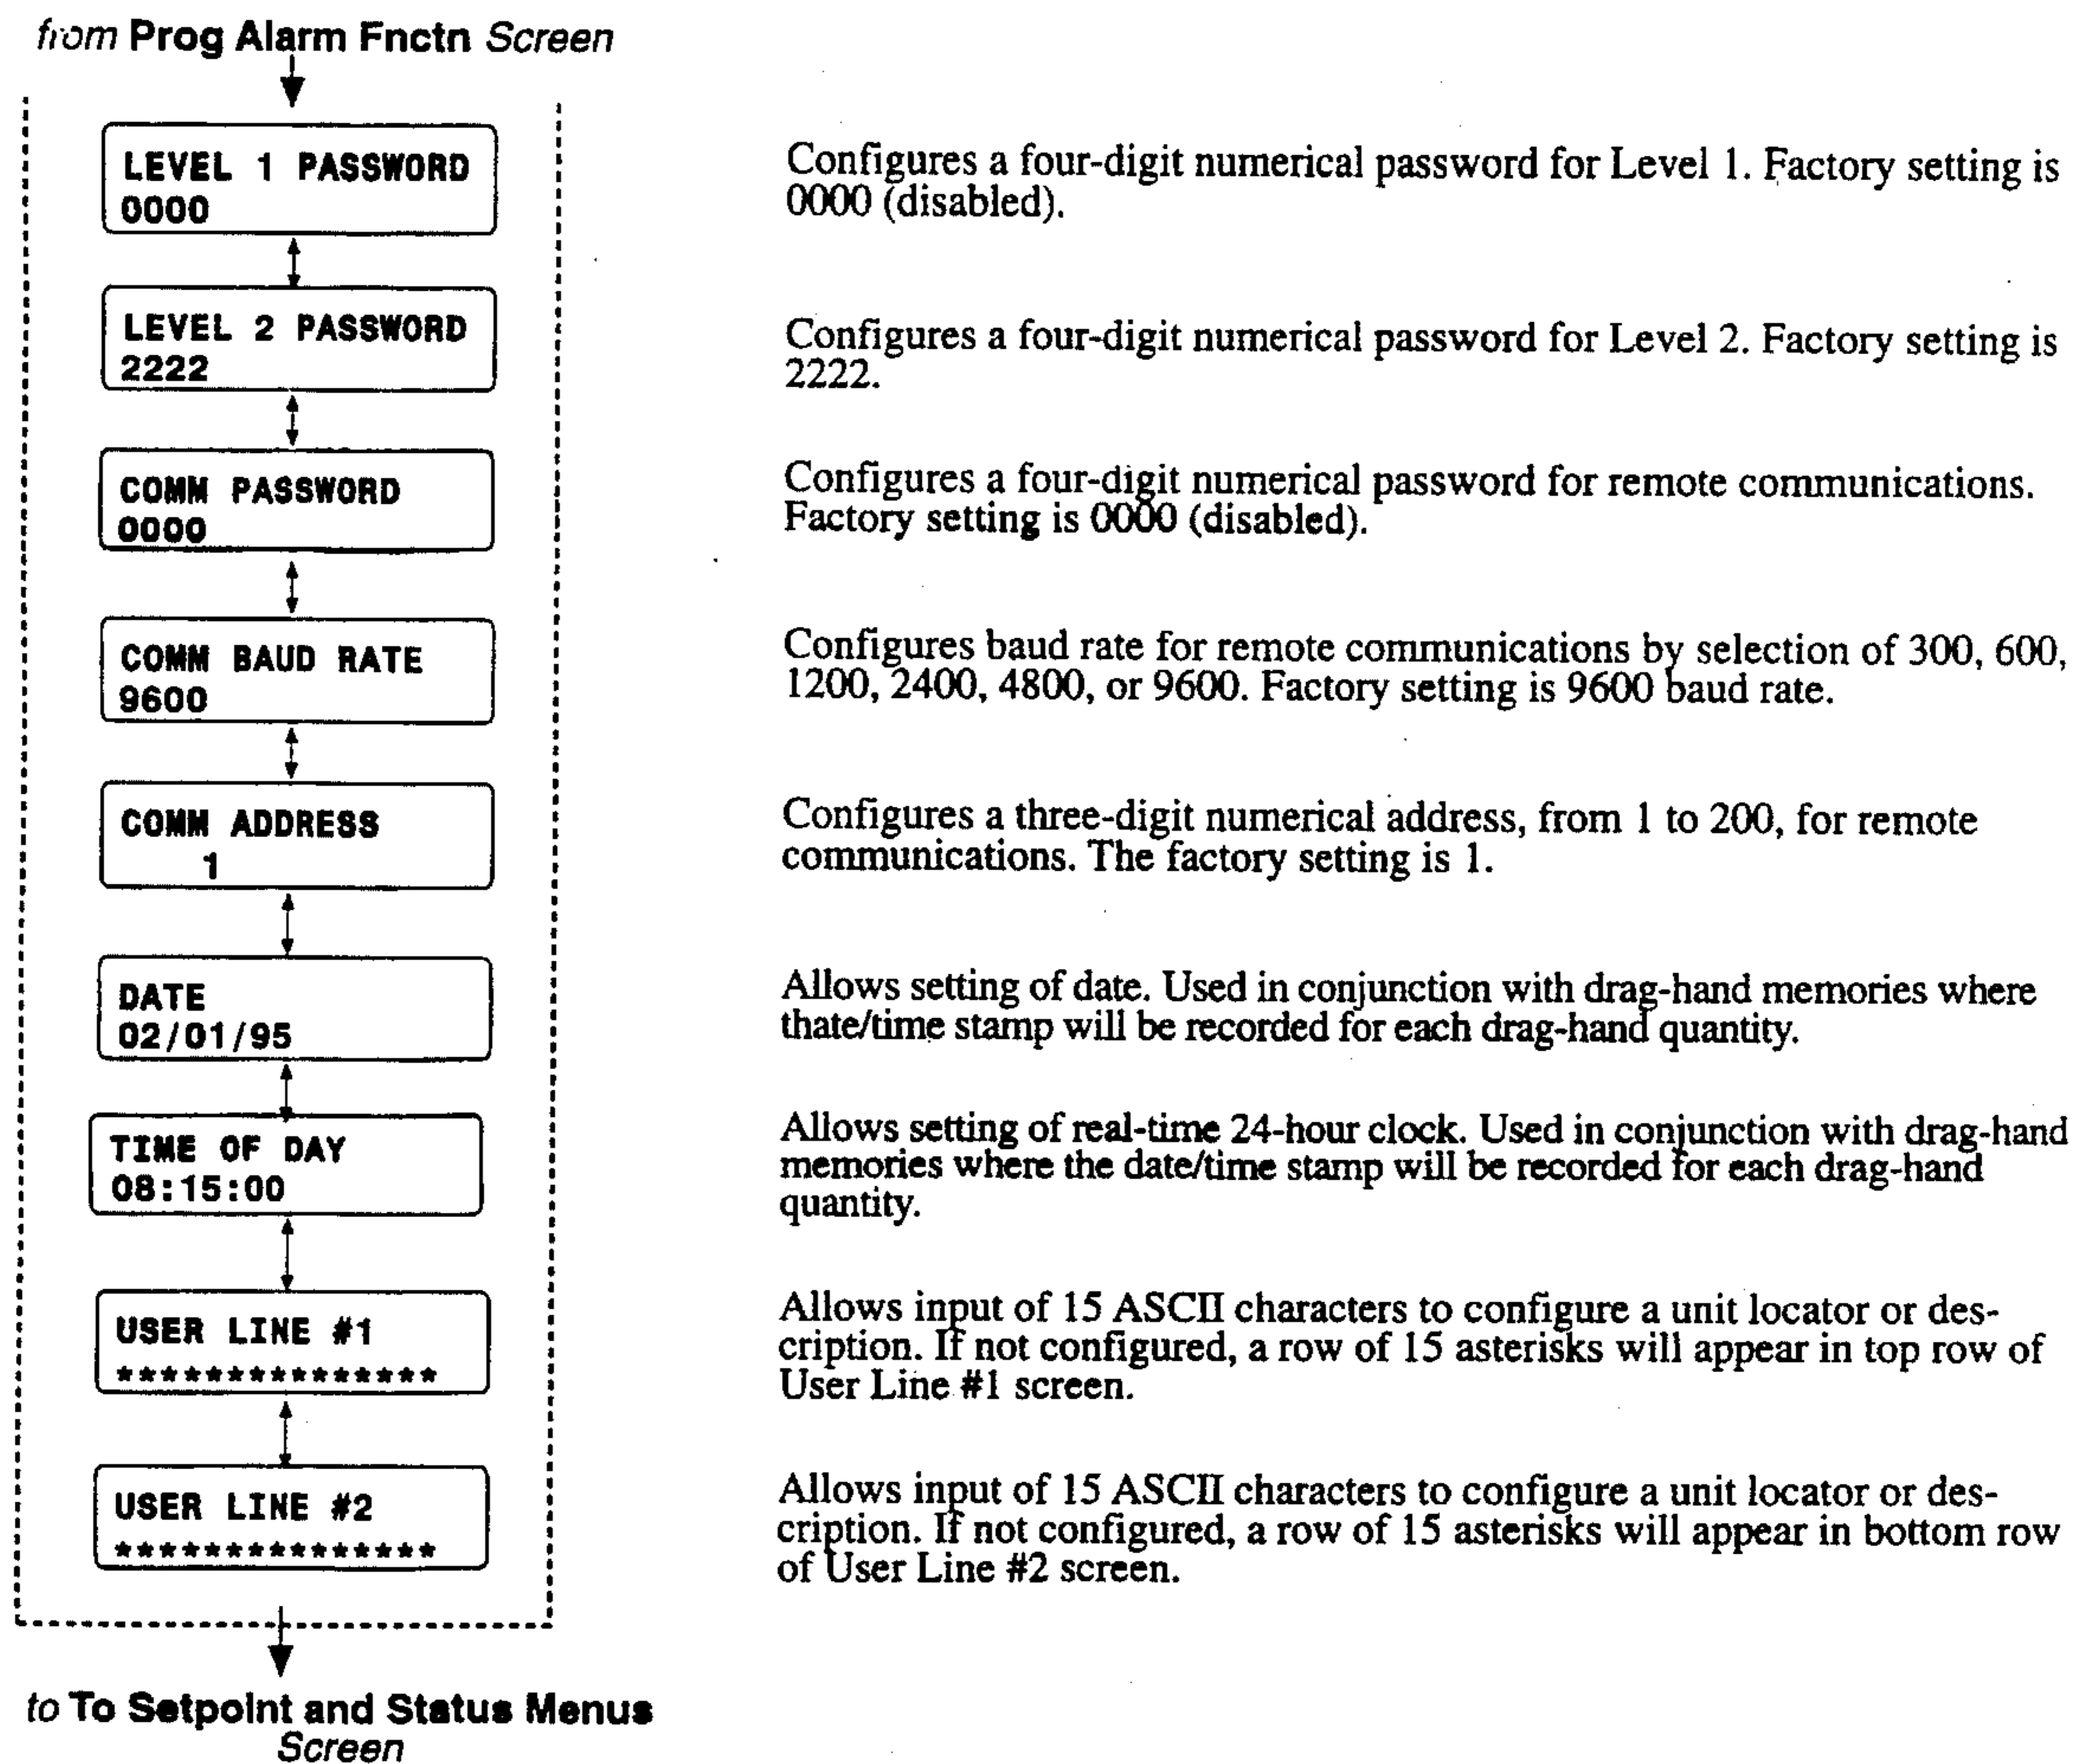 from Prog Alarm Fnctn Screen
LEVEL 1 PASSWORD
0000
Configures a four-digit numerical password for Level 1. Factory setting is
0000 (disabled).
LEVEL 2 PASSWORD
2222
Configures a four-digit numerical password for Level 2. Factory setting is
2222.
COMM PASSWORD
0000
Configures a four-digit numerical password for remote communications.
Factory setting is 0000 (disabled).
COMM BAUD RATE
9600
Configures baud rate for remote communications by selection of 300, 600,
1200, 2400, 4800, or 9600. Factory setting is 9600 baud rate.
COMM ADDRESS
1
Configures a three-digit numerical address, from 1 to 200, for remote
communications. The factory setting is 1.
DATE
02/01/95
Allows setting of date. Used in conjunction with drag-hand memories where
thate/time stamp will be recorded for each drag-hand quantity.
TIME OF DAY
08:15:00
Allows setting of real-time 24-hour clock. Used in conjunction with drag-hand
memories where the date/time stamp will be recorded for each drag-hand
quantity.
USER LINE #1
***************
Allows input of 15 ASCII characters to configure a unit locator or des-
cription. If not configured, a row of 15 asterisks will appear in top row of
User Line #1 screen.
USER LINE #2
***************
Allows input of 15 ASCII characters to configure a unit locator or des-
cription. If not configured, a row of 15 asterisks will appear in bottom row
of User Line #2 screen.
to To Setpoint and Status Menus
Screen